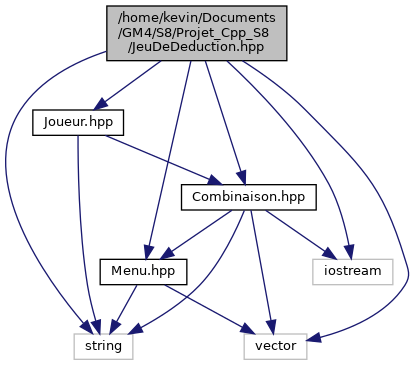 /home/kevin/Documents
/GM4/S8/Projet_Cpp_S8
/JeuDeDeduction.hpp
Joueur.hpp
Combinaison.hpp
Menu.hpp
iostream
string
vector